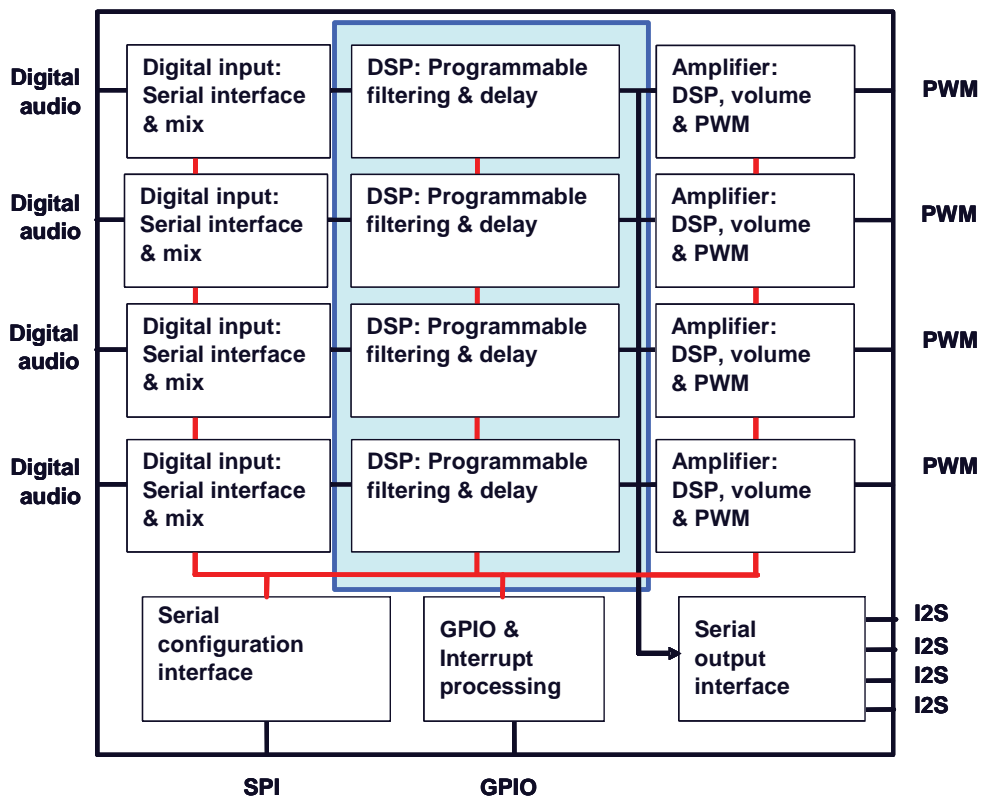 Digital
audio
Digital input:
Serial interface
& mix
DSP: Programmable
filtering & delay
Amplifier:
DSP, volume
& PWM
PWM
Digital
audio
Digital input:
Serial interface
& mix
DSP: Programmable
filtering & delay
Amplifier:
DSP, volume
& PWM
PWM
Digital
audio
Digital input:
Serial interface
& mix
DSP: Programmable
filtering & delay
Amplifier:
DSP, volume
& PWM
PWM
Digital
audio
Digital input:
Serial interface
& mix
DSP: Programmable
filtering & delay
Amplifier:
DSP, volume
& PWM
PWM
Serial
configuration
interface
GPIO &
Interrupt
processing
Serial
output
interface
I2S
I2S
I2S
I2S
SPI
GPIO